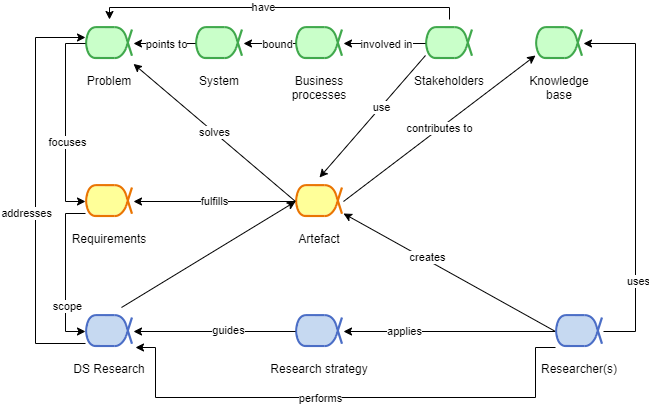 have
points to
bound
involved in
Problem
System
Business
processes
Stakeholders
Knowledge
base
use
contributes to
solves
focuses
fulfills
addresses
Requirements
Artefact
creates
uses
scope
guides
applies
DS Research
Research strategy
Researcher(s)
performs